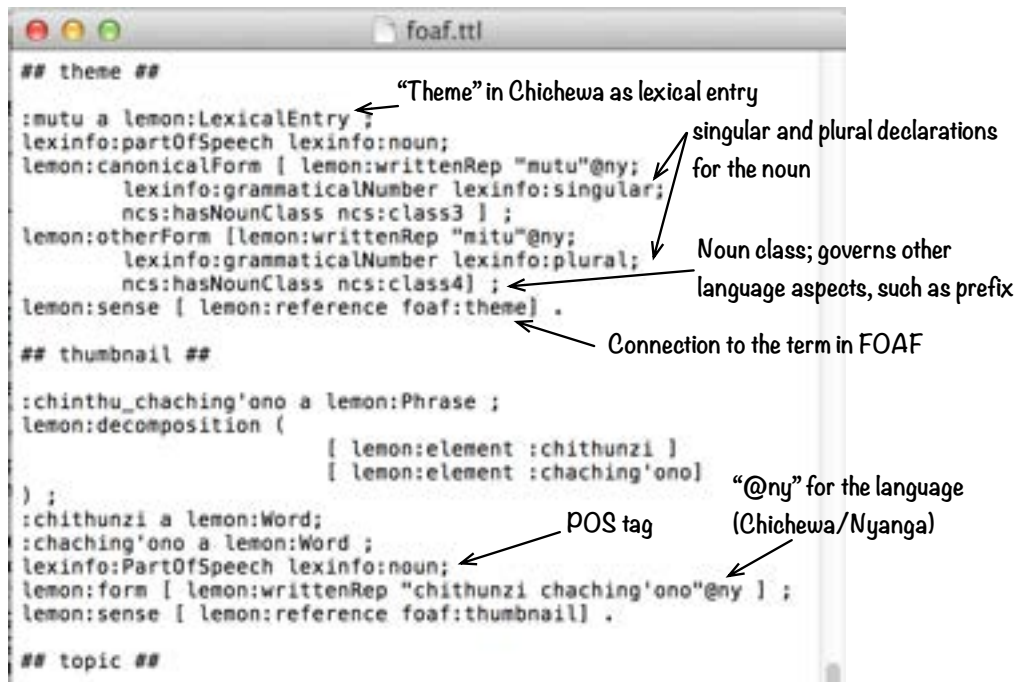 foaf.ttl
## theme ##
“Theme” in Chichewa as lexical entry
:mutu a lemon:LexicalEntry ;
lexinfo:partOfSpeech lexinfo:noun;
singular and plural declarations
for the noun
lemon:canonicalForm [ lemon:writtenRep "mutu"@ny;
lexinfo:grammaticalNumber lexinfo:singular;
ncs:hasNounClass ncs:class3 ] ;
lemon:otherForm [lemon:writtenRep "mitu"@ny;
lexinfo:grammaticalNumber lexinfo:plural;
ncs:hasNounClass ncs:class4] ;
Noun class; governs other
language aspects, such as prefix
lemon:sense [ lemon:reference foaf:theme] .
Connection to the term in FOAF
## thumbnail ##
:chinthu_chaching'ono a lemon:Phrase ;
lemon:decomposition (
[ lemon:element :chithunzi ]
[ lemon:element :chaching'ono]
) ;
“@ny” for the language
(Chichewa/Nyanga)
:chithunzi a lemon:Word;
:chaching'ono a lemon:Word ;
POS tag
lexinfo:PartOfSpeech lexinfo:noun;
lemon:form [ lemon:writtenRep "chithunzi chaching'ono"@ny ] ;
lemon:sense [ lemon:reference foaf:thumbnail] .
## topic ##